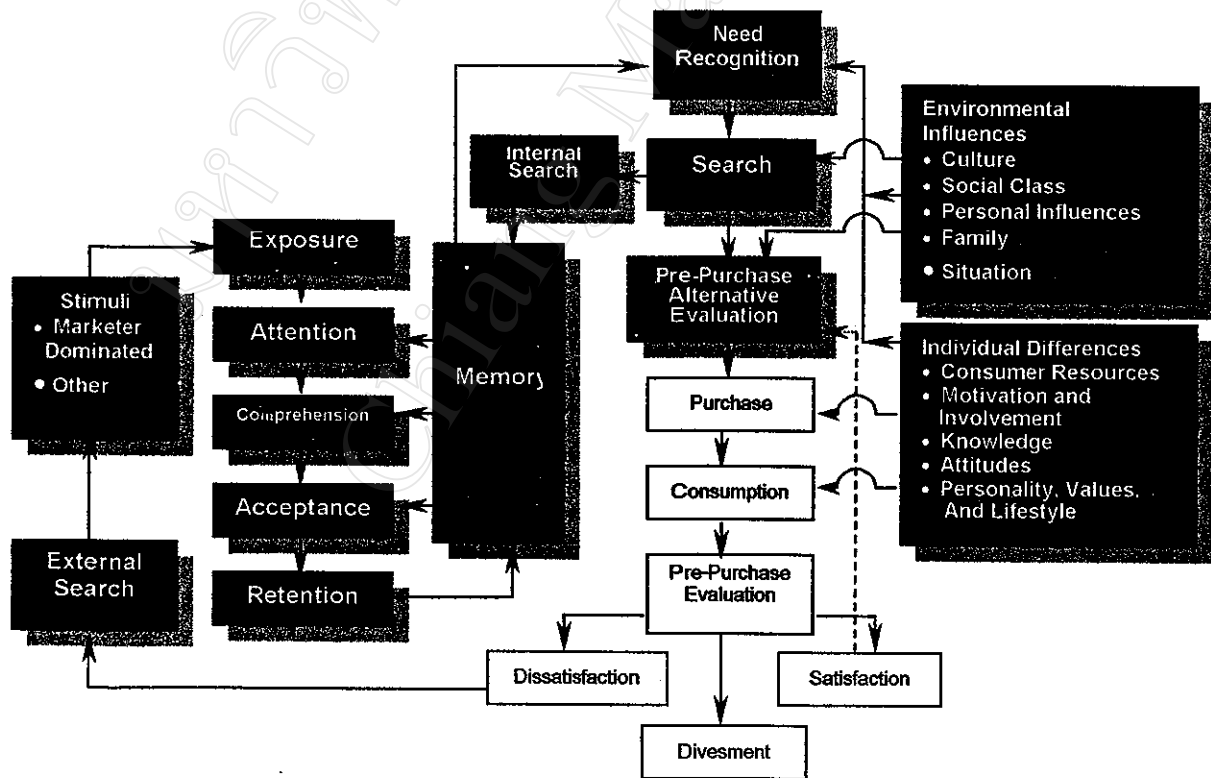 Need
Recognition
Internal
Search
Search
Pre-Purchase
Alternative
Evaluation
Purchase
Consumption
Pre-Purchase
Evaluation
Dissatisfaction
Satisfaction
Divesment
Exposure
Attention
Comprehension
Acceptance
Retention
Memory
Stimuli
• Marketer
Dominated
• Other
External
Search
Environmental
Influences
• Culture
• Social Class
• Personal Influences
• Family
• Situation
Individual Differences
• Consumer Resources
• Motivation and
Involvement
• Knowledge
• Attitudes
• Personality, Values,
And Lifestyle
Chiang Ma